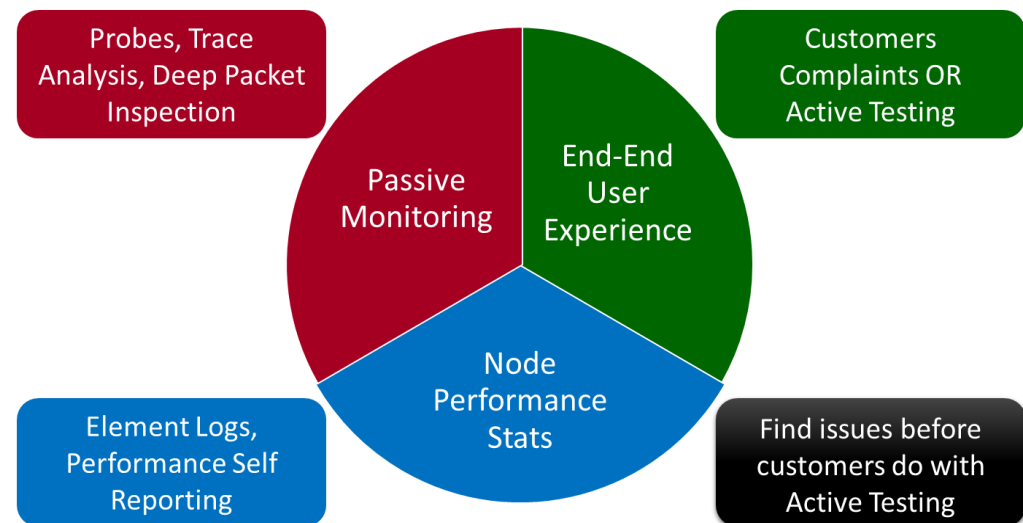 Probes, Trace
Analysis, Deep Packet
Inspection
Customers
Complaints OR
Active Testing
Passive
Monitoring
End-End
User
Experience
Node
Performance
Stats
Element Logs,
Performance Self
Reporting
Find issues before
customers do with
Active Testing